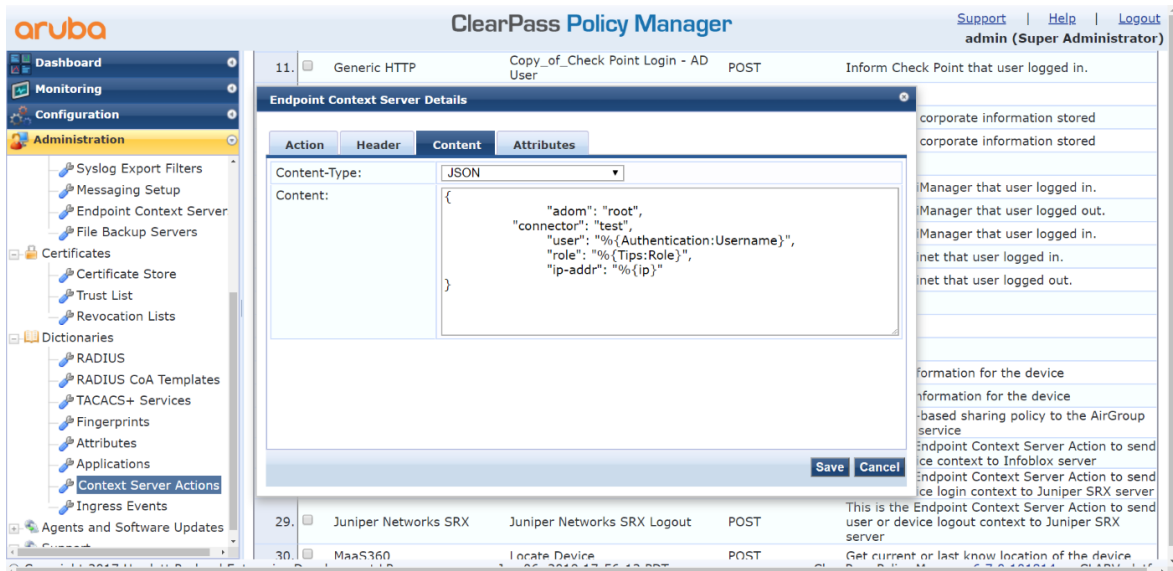 aruba
ClearPass Policy Manager
Support | Help | Logout
admin (Super Administrator)
Dashboard
Monitoring
Configuration
Administration
Syslog Export Filters
Messaging Setup
Endpoint Context Server
File Backup Servers
Certificates
Certificate Store
Trust List
Revocation Lists
Dictionaries
RADIUS
RADIUS CoA Templates
TACACS+ Services
Fingerprints
Attributes
Applications
Context Server Actions
Ingress Events
Agents and Software Updates
11. Generic HTTP Copy_of_Check Point Login - AD User POST Inform Check Point that user logged in.
Endpoint Context Server Details
Action Header Content Attributes
Content-Type: JSON
Content:
{
"adom": "root",
"connector": "test",
"user": "%{Authentication:Username}",
"role": "%{Tips:Role}",
"ip-addr": "%{ip}"
}
Save Cancel
corporate information stored
corporate information stored
iManager that user logged in.
iManager that user logged out.
iManager that user logged in.
inet that user logged in.
inet that user logged out.
formation for the device
nformation for the device
-based sharing policy to the AirGroup
service
Endpoint Context Server Action to send
ice context to Infoblox server
Endpoint Context Server Action to send
ice login context to Juniper SRX server
29. Juniper Networks SRX Juniper Networks SRX Logout POST This is the Endpoint Context Server Action to send
user or device logout context to Juniper SRX
server
30. MaaS360 Locate Device POST Get current or last know location of the device